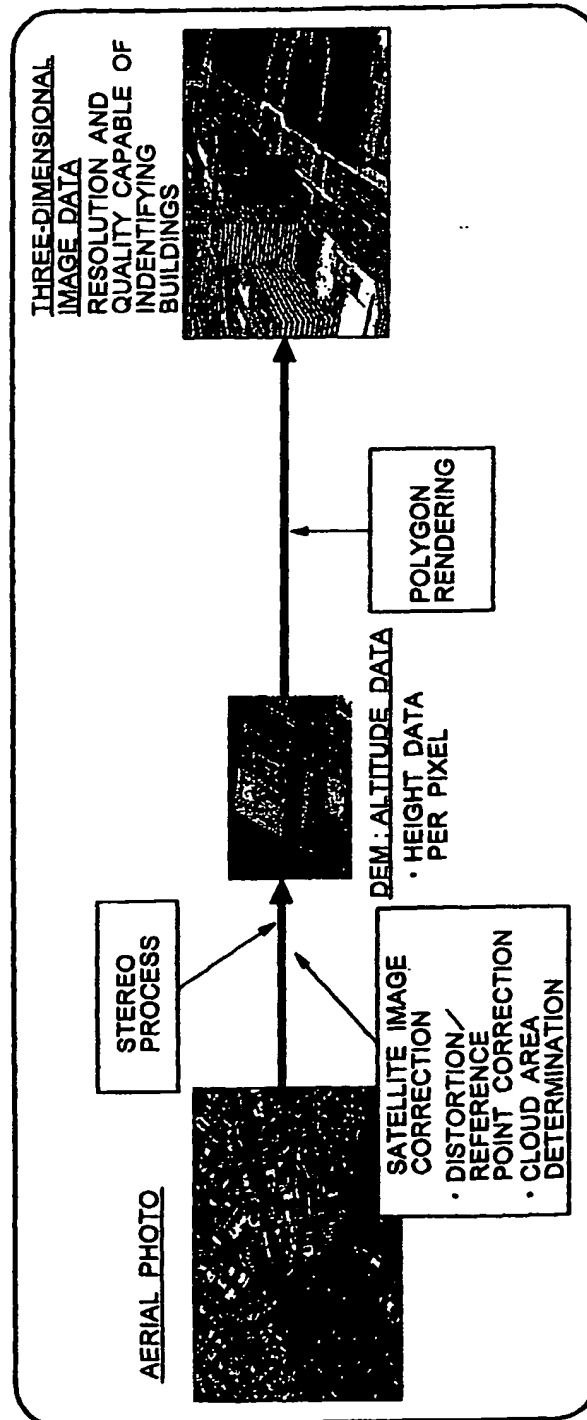 AERIAL PHOTO
STEREO
PROCESS
SATELLITE IMAGE
CORRECTION
· DISTORTION/
REFERENCE
POINT CORRECTION
· CLOUD AREA
DETERMINATION
DEM : ALTITUDE DATA
· HEIGHT DATA
PER PIXEL
POLYGON
RENDERING
THREE-DIMENSIONAL
IMAGE DATA
RESOLUTION AND
QUALITY CAPABLE OF
INDENTIFYING
BUILDINGS